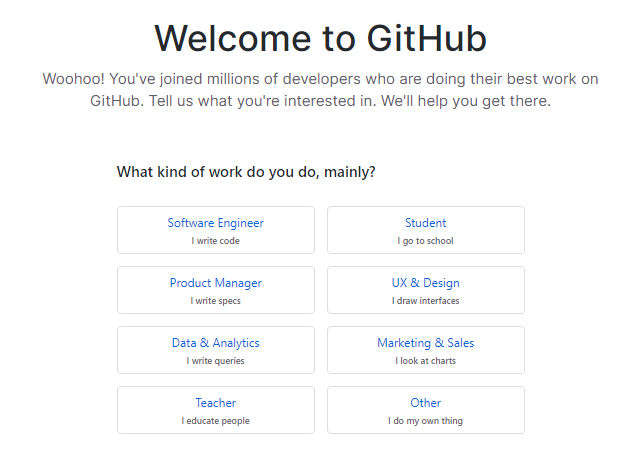 Welcome to GitHub
Woohoo! You've joined millions of developers who are doing their best work on
GitHub. Tell us what you're interested in. We'll help you get there.
What kind of work do you do, mainly?
Software Engineer
I write code
Student
I go to school
Product Manager
I write specs
UX & Design
I draw interfaces
Data & Analytics
I write queries
Marketing & Sales
I look at charts
Teacher
I educate people
Other
I do my own thing